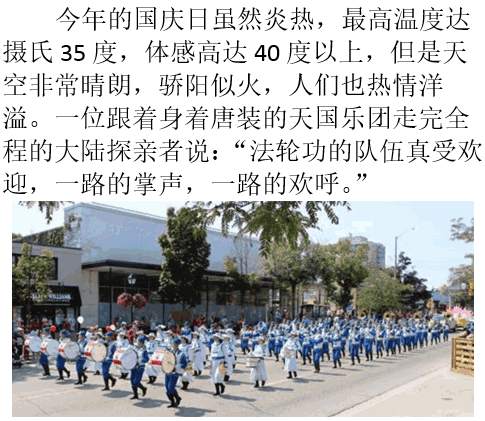 今年的国庆日虽然炎热，最高温度达
摄氏 35 度，体感高达 40 度以上，但是天
空非常晴朗，骄阳似火，人们也热情洋
溢。一位跟着身着唐装的天国乐团走完全
程的大陆探亲者说：“法轮功的队伍真受欢
迎，一路的掌声，一路的欢呼。”